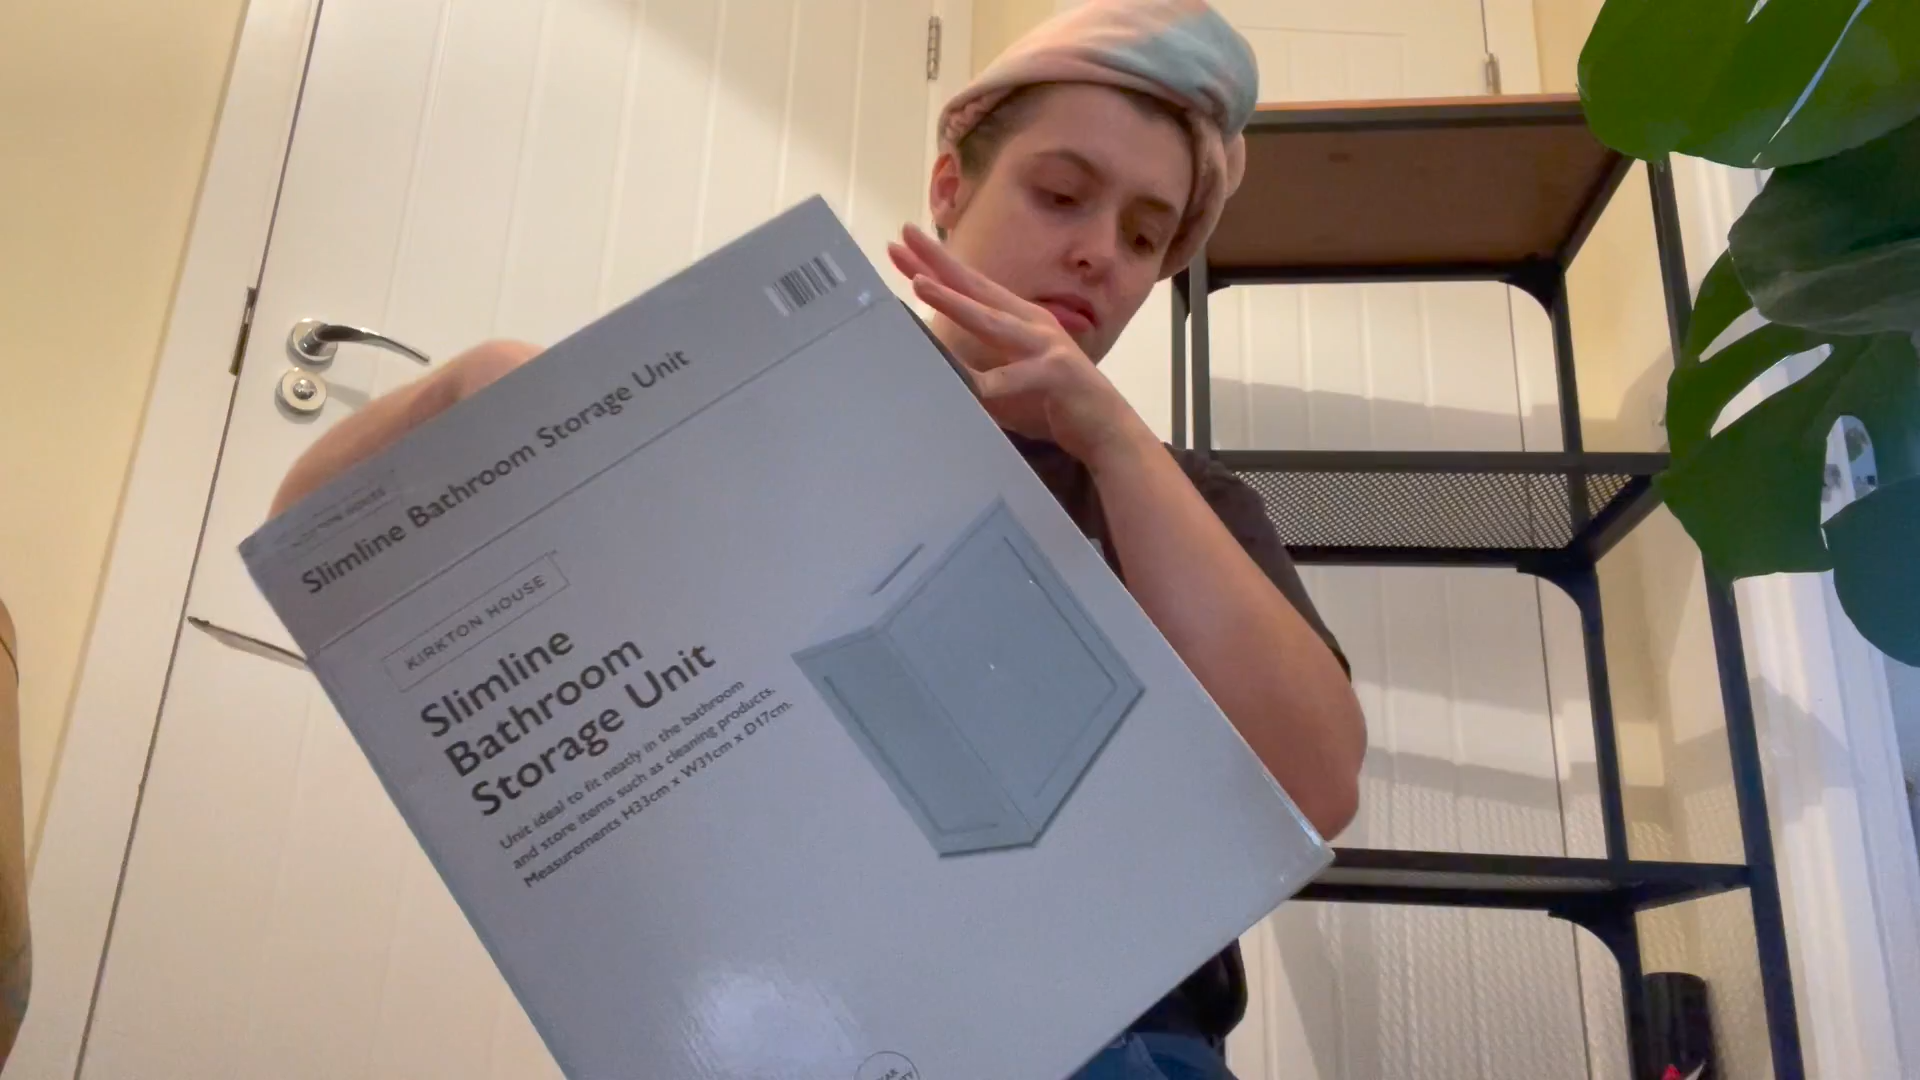 Slimline Bathroom Storage Unit
KIRKTON HOUSE
Slimline
Bathroom
Storage Unit
Unit ideal to fit neatly in the bathroom
and store items such as cleaning products.
Measurements H33cm x W31cm x D17cm.